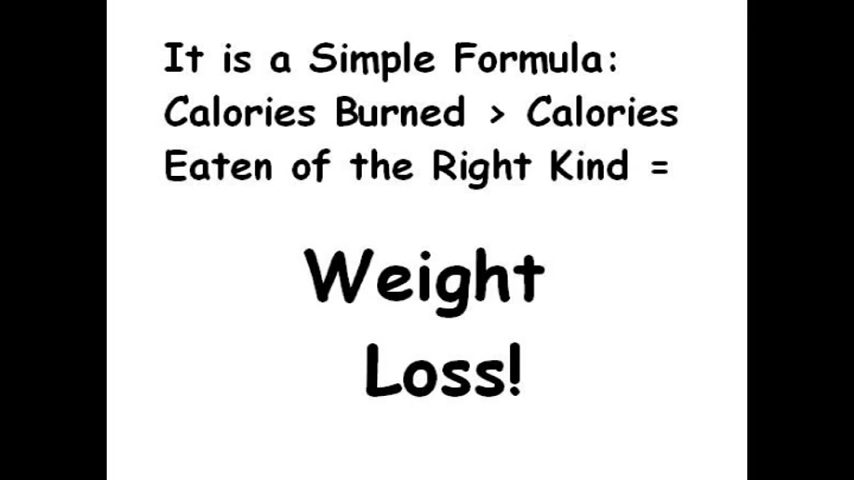 It is a Simple Formula:
Calories Burned > Calories
Eaten of the Right Kind =
Weight
Loss!